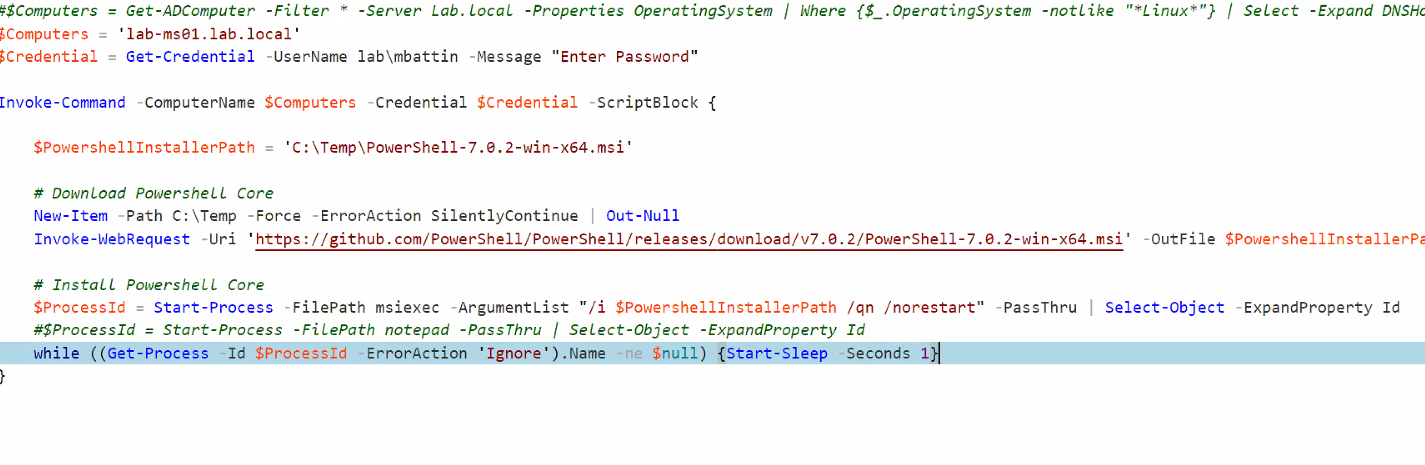 #$Computers = Get-ADComputer -Filter * -Server Lab.local -Properties OperatingSystem | Where {$_.OperatingSystem -notlike "*Linux*"} | Select -Expand
$Computers = 'lab-ms01.lab.local'
$Credential = Get-Credential -UserName lab\mbattin -Message "Enter Password"
Invoke-Command -ComputerName $Computers -Credential $Credential -ScriptBlock {
$PowershellInstallerPath = 'C:\Temp\PowerShell-7.0.2-win-x64.msi'
# Download Powershell Core
New-Item -Path C:\Temp -Force -ErrorAction SilentlyContinue | Out-Null
Invoke-WebRequest -Uri 'https://github.com/PowerShell/PowerShell/releases/download/v7.0.2/PowerShell-7.0.2-win-x64.msi' -OutFile
# Install Powershell Core
$ProcessId = Start-Process -FilePath msiexec -ArgumentList "/i $PowershellInstallerPath /qn /norestart" -PassThru | Select-Object -ExpandProperty Id
#$ProcessId = Start-Process -FilePath notepad -PassThru | Select-Object -ExpandProperty Id
while ((Get-Process -Id $ProcessId -ErrorAction 'Ignore').Name -ne $null) {Start-Sleep -Seconds 1}
}